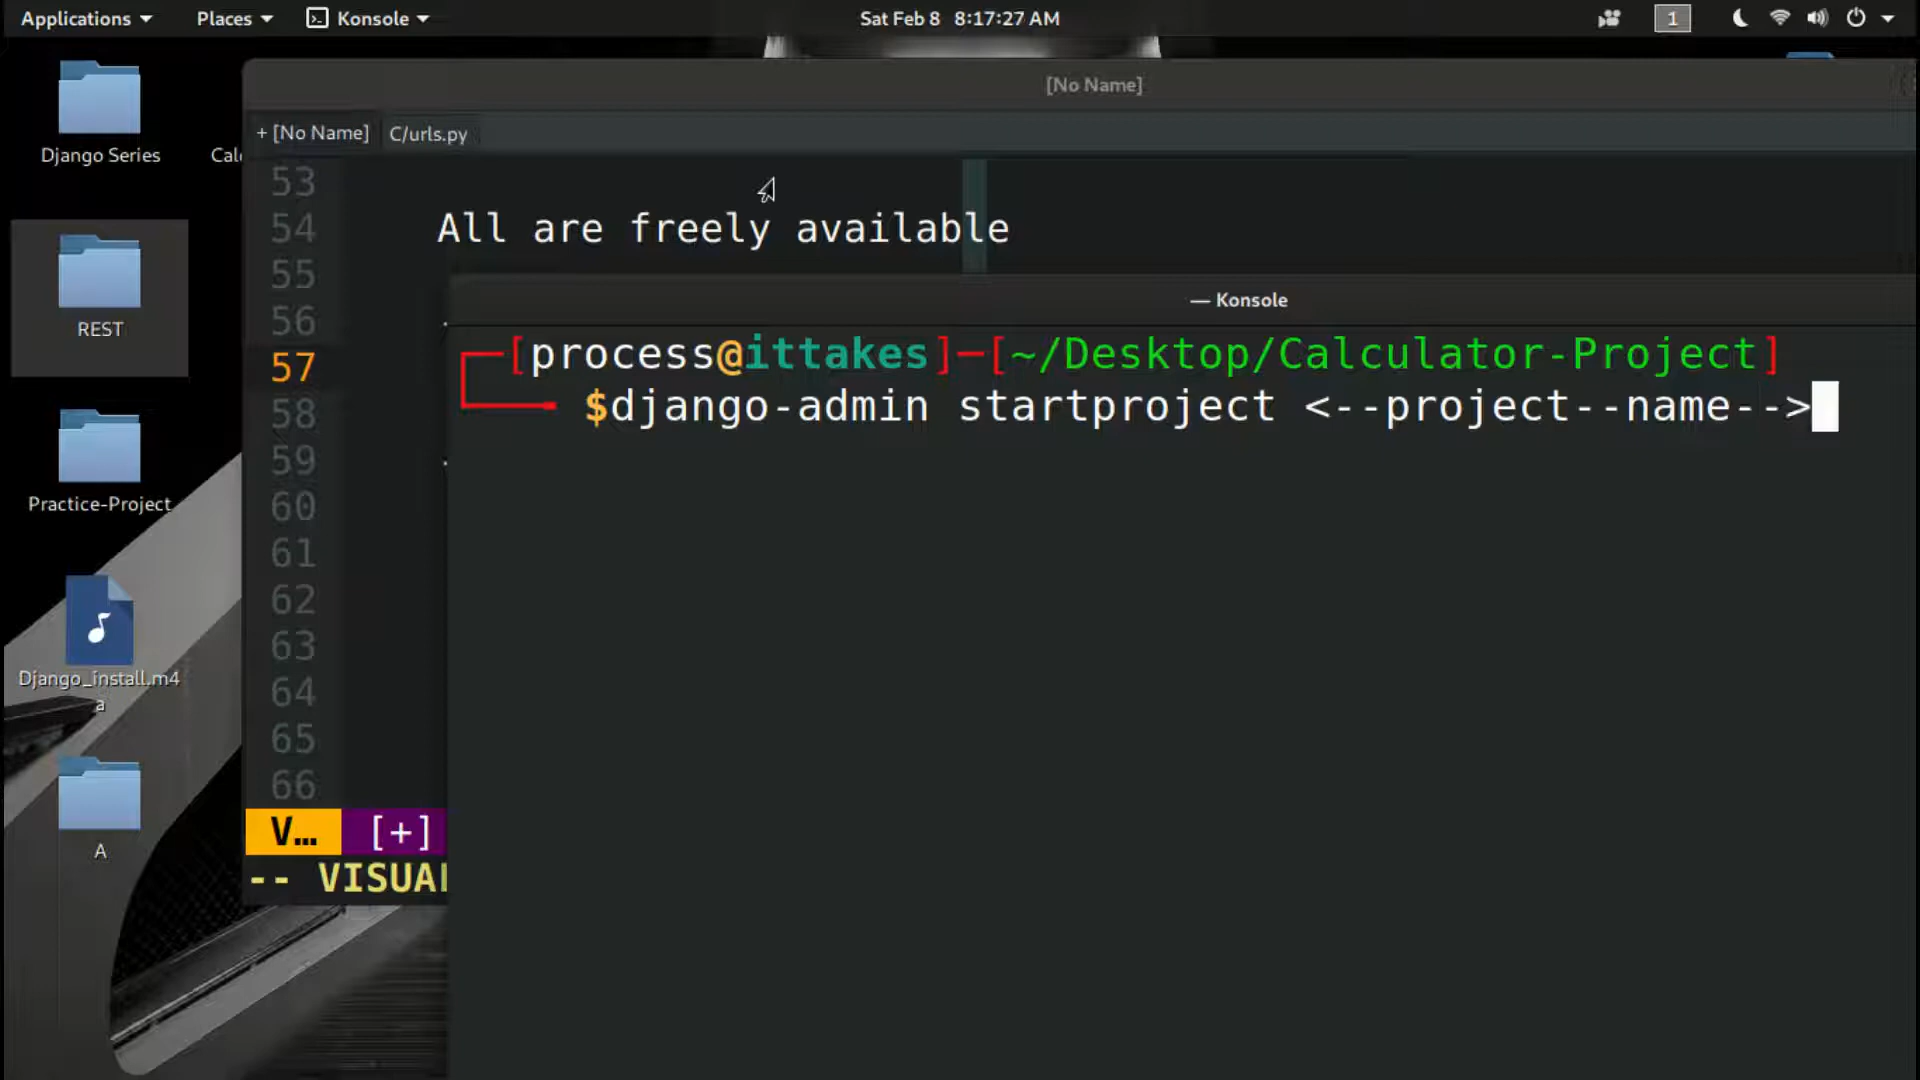 Applications Places Konsole Sat Feb 8 8:17:27 AM 1
[No Name]
+ [No Name] C/urls.py
Django Series
REST
Practice-Project
Django_install.m4
a
A
53
54 All are freely available
55
56
57
58
59
60
61
62
63
64
65
66
V... [+]
-- VISUAL
— Konsole
[process@ittakes]─[~/Desktop/Calculator-Project]
$django-admin startproject <--project--name-->